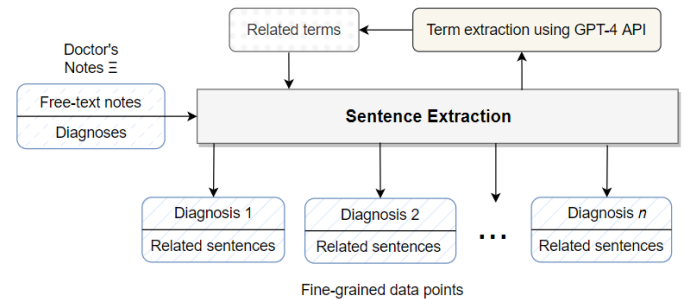 Related terms
Term extraction using GPT-4 API
Doctor's
Notes Ξ
Free-text notes
Diagnoses
Sentence Extraction
Diagnosis 1
Related sentences
Diagnosis 2
Related sentences
...
Diagnosis n
Related sentences
Fine-grained data points